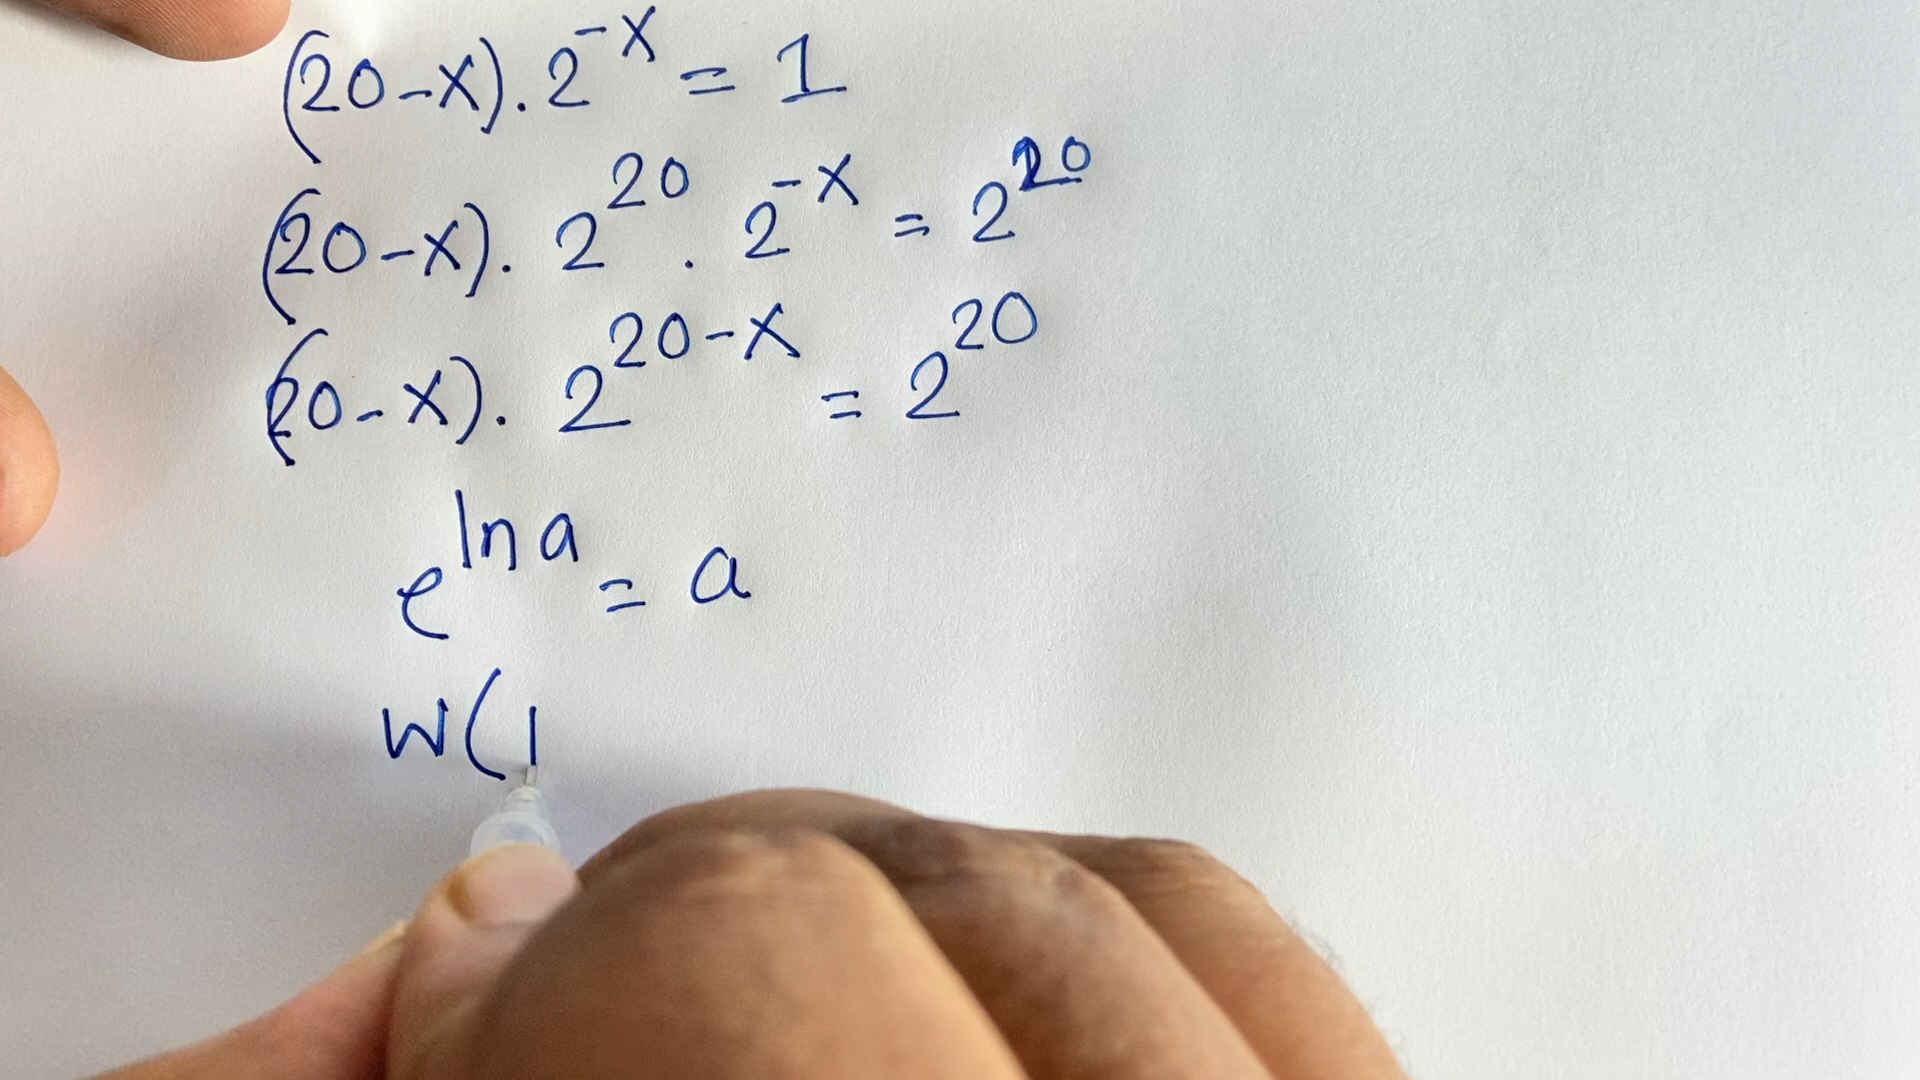 (20-x).2^-x = 1
(20-x). 2^20 . 2^-x = 2^20
(20-x). 2^20-x = 2^20
e^ln a = a
W(